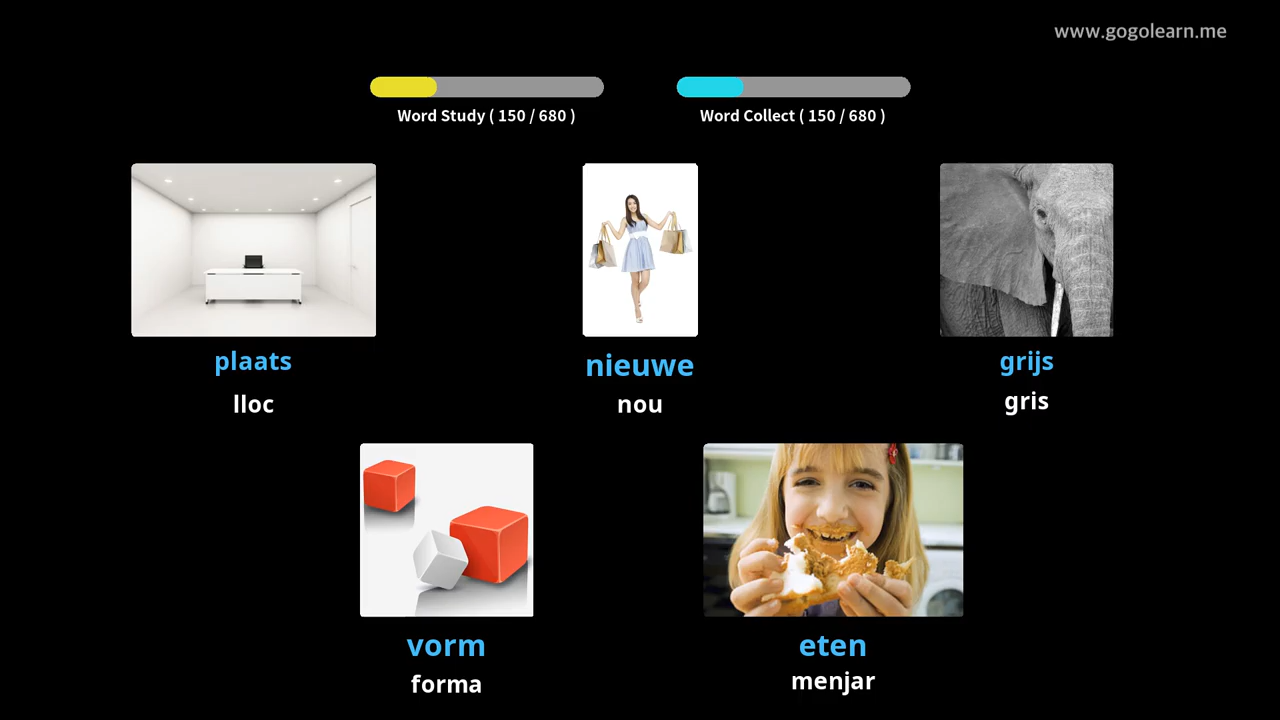 www.gogolearn.me
Word Study ( 150 / 680 )
Word Collect ( 150 / 680 )
plaats
lloc
nieuwe
nou
grijs
gris
vorm
forma
eten
menjar